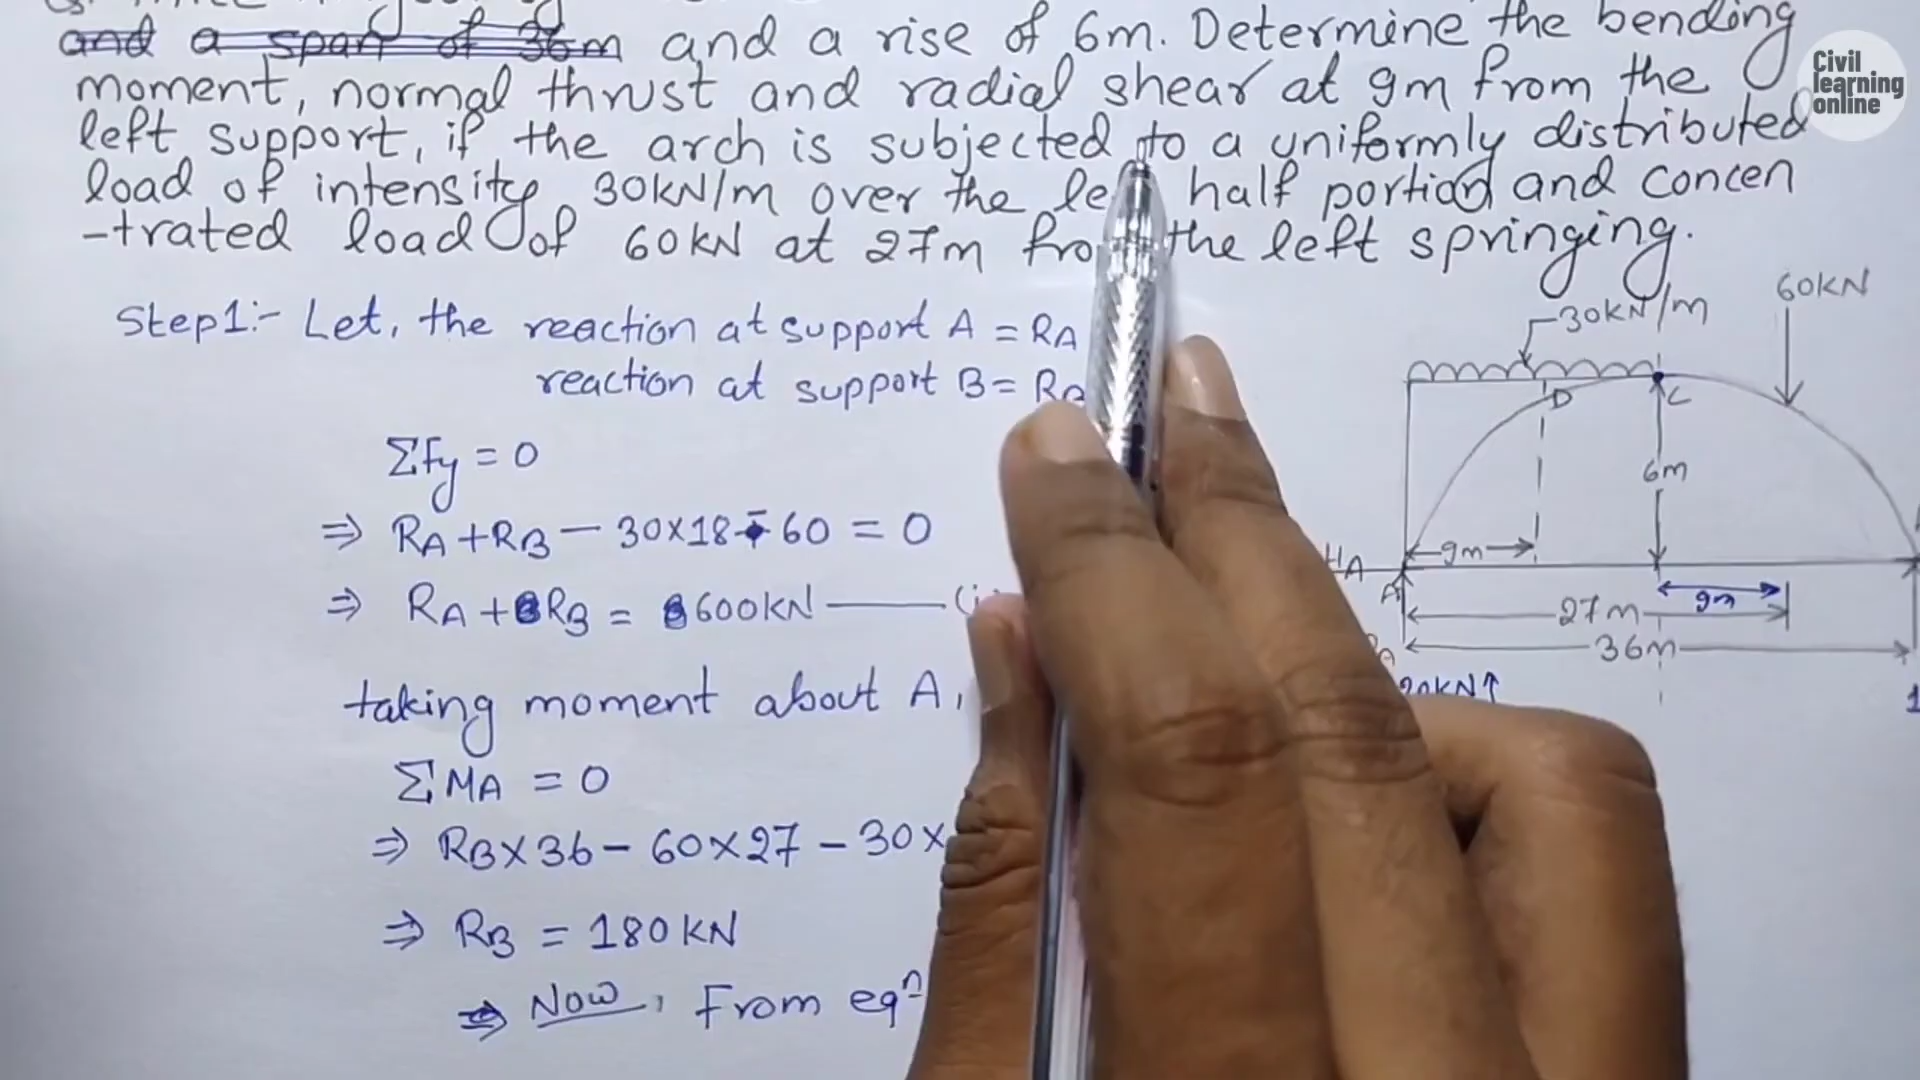 and a span of 36m and a rise of 6m. Determine the bending
moment, normal thrust and radial shear at 9m from the
left support, if the arch is subjected to a uniformly distributed
load of intensity 30kN/m over the half portion and concen
-trated load of 60kN at 27m the left springing.
Step1:- Let, the reaction at support A = RA
reaction at support B =
ΣFy = 0
⇒ RA+RB - 30×18-60 = 0
⇒ RA+RB = 600KN
taking moment about A,
ΣMA = 0
⇒ RB×36 - 60×27 - 30×
⇒ RB = 180KN
⇒ Now, From eqn
60KN
30KN/m
D
C
6m
9m
HA
A
9m
27m
36m
Civil
learning
online